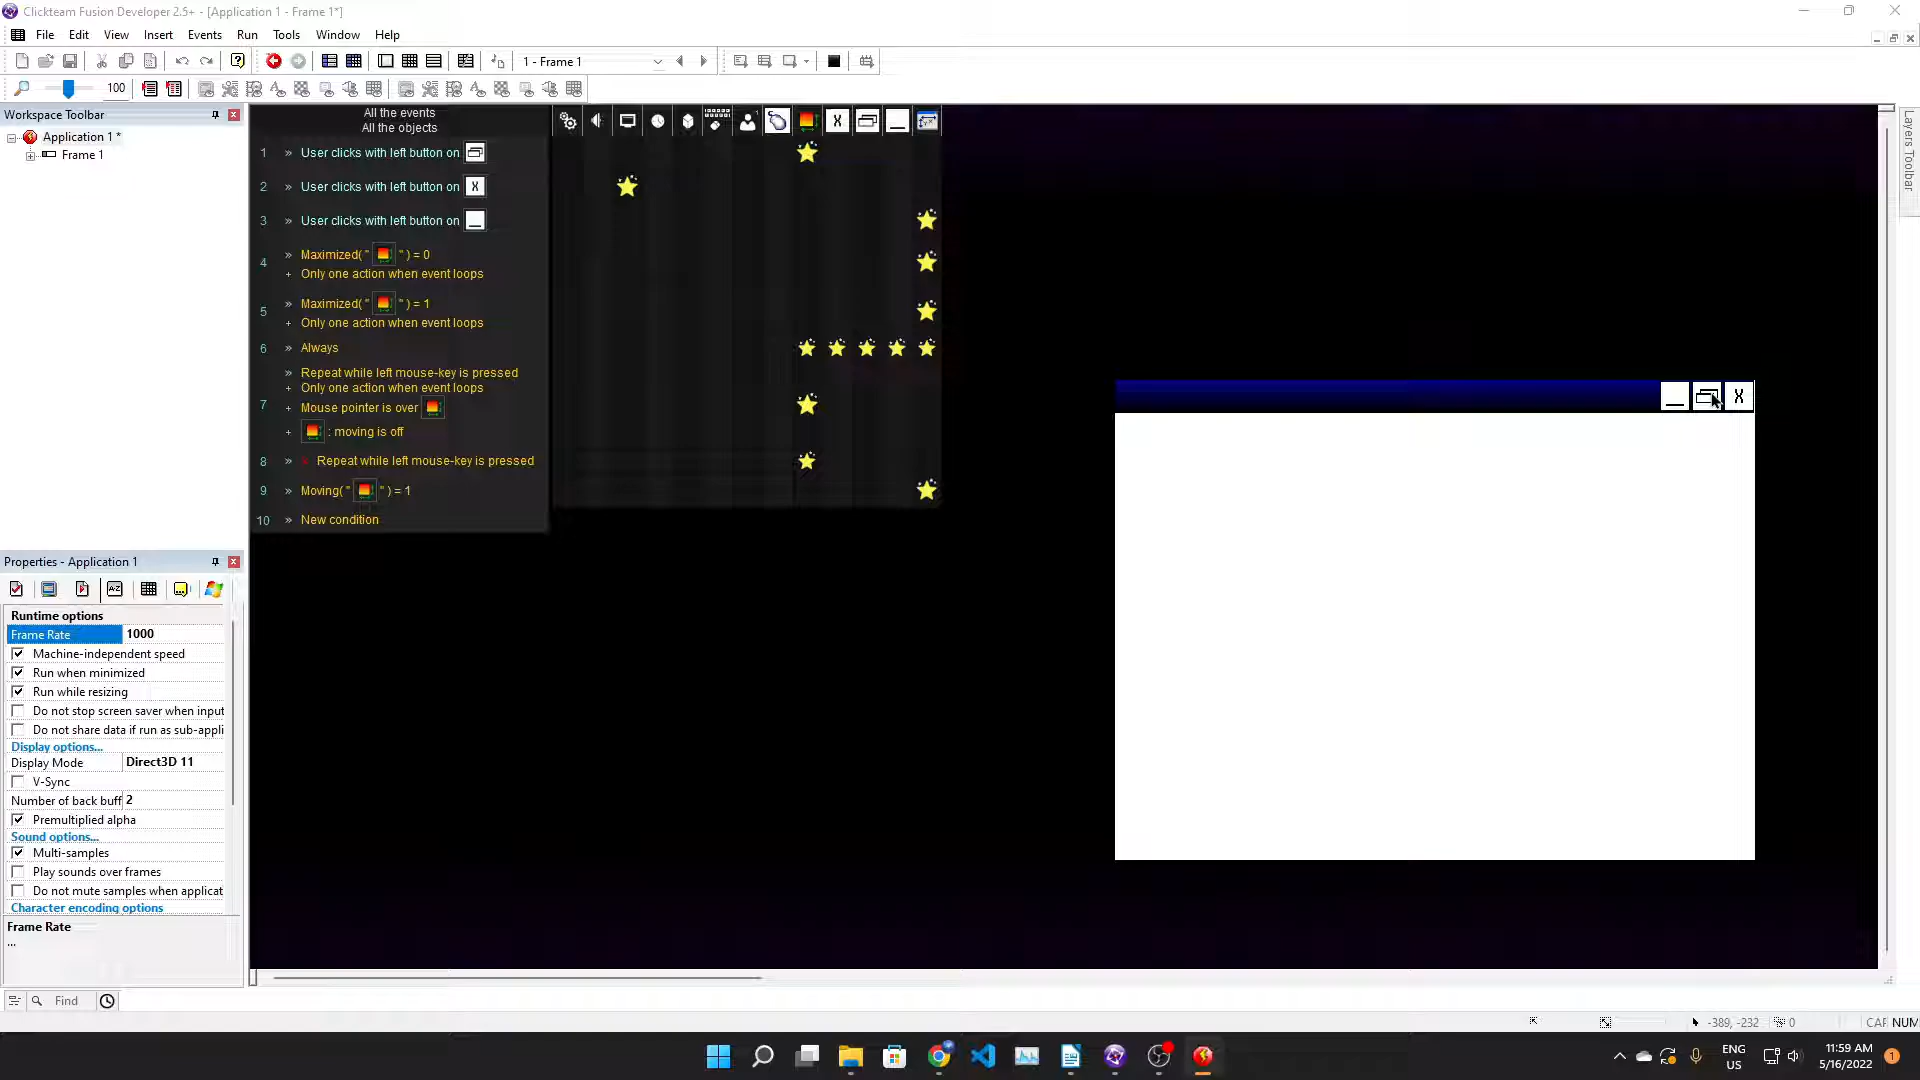 Clickteam Fusion Developer 2.5+ - [Application 1 - Frame 1*]
File Edit View Insert Events Run Tools Window Help
1 - Frame 1
100
Workspace Toolbar
Application 1 *
Frame 1
All the events
All the objects
1 » User clicks with left button on
2 » User clicks with left button on X
3 » User clicks with left button on _
4 » Maximized( " " ) = 0
+ Only one action when event loops
5 » Maximized( " " ) = 1
+ Only one action when event loops
6 » Always
» Repeat while left mouse-key is pressed
+ Only one action when event loops
7 + Mouse pointer is over
+ : moving is off
8 » X Repeat while left mouse-key is pressed
9 » Moving( " " ) = 1
10 » New condition
X
_ X
Layers Toolbar
Properties - Application 1
A-Z
Runtime options
Frame Rate 1000
Machine-independent speed
Run when minimized
Run while resizing
Do not stop screen saver when input
Do not share data if run as sub-appli
Display options...
Display Mode Direct3D 11
V-Sync
Number of back buff 2
Premultiplied alpha
Sound options...
Multi-samples
Play sounds over frames
Do not mute samples when applicat
Character encoding options
Frame Rate
...
Find
-389, -232 0 CAF NUM
ENG
US
11:59 AM
5/16/2022
1